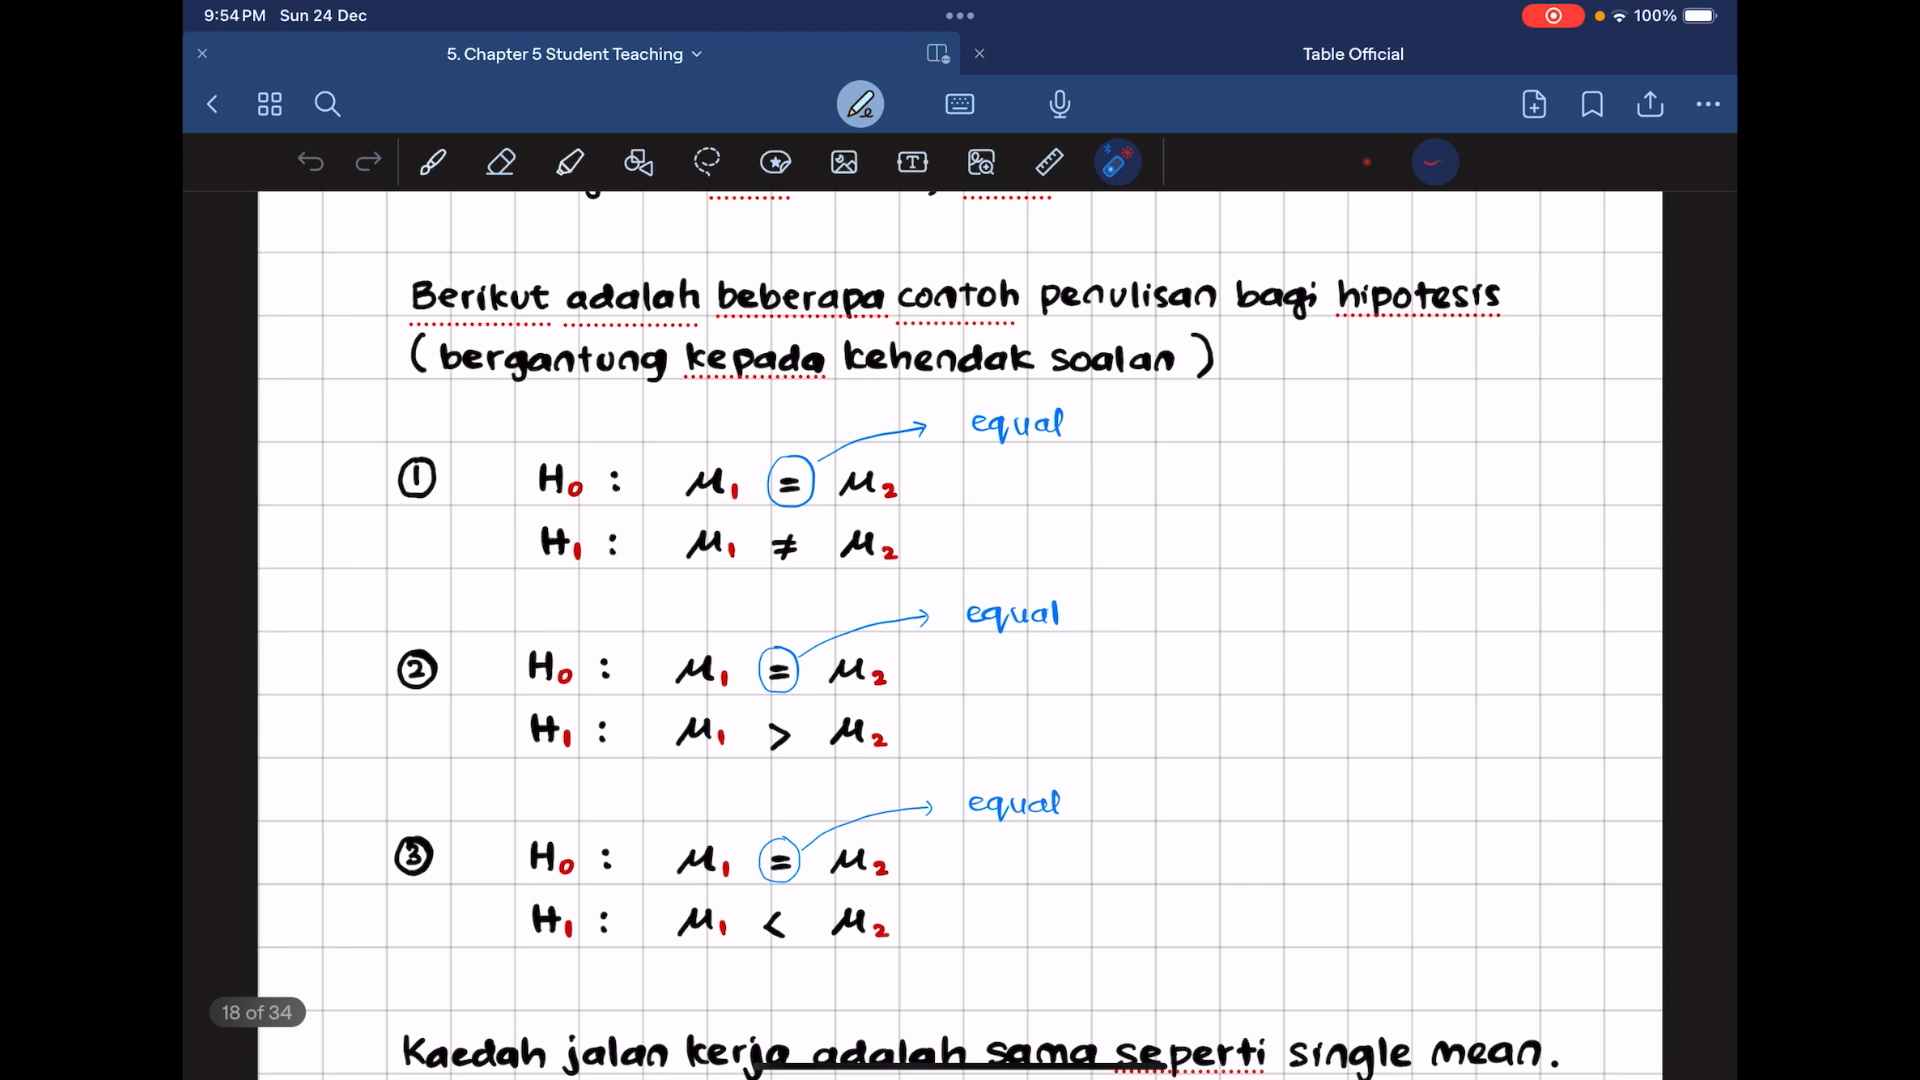 9:54 PM Sun 24 Dec
100%
5. Chapter 5 Student Teaching
Table Official
Berikut adalah beberapa contoh penulisan bagi hipotesis
(bergantung kepada kehendak soalan)
equal
① H₀ : μ₁ = μ₂
H₁ : μ₁ ≠ μ₂
equal
② H₀ : μ₁ = μ₂
H₁ : μ₁ > μ₂
equal
③ H₀ : μ₁ = μ₂
H₁ : μ₁ < μ₂
18 of 34
Kaedah jalan kerja adalah sama seperti single mean.